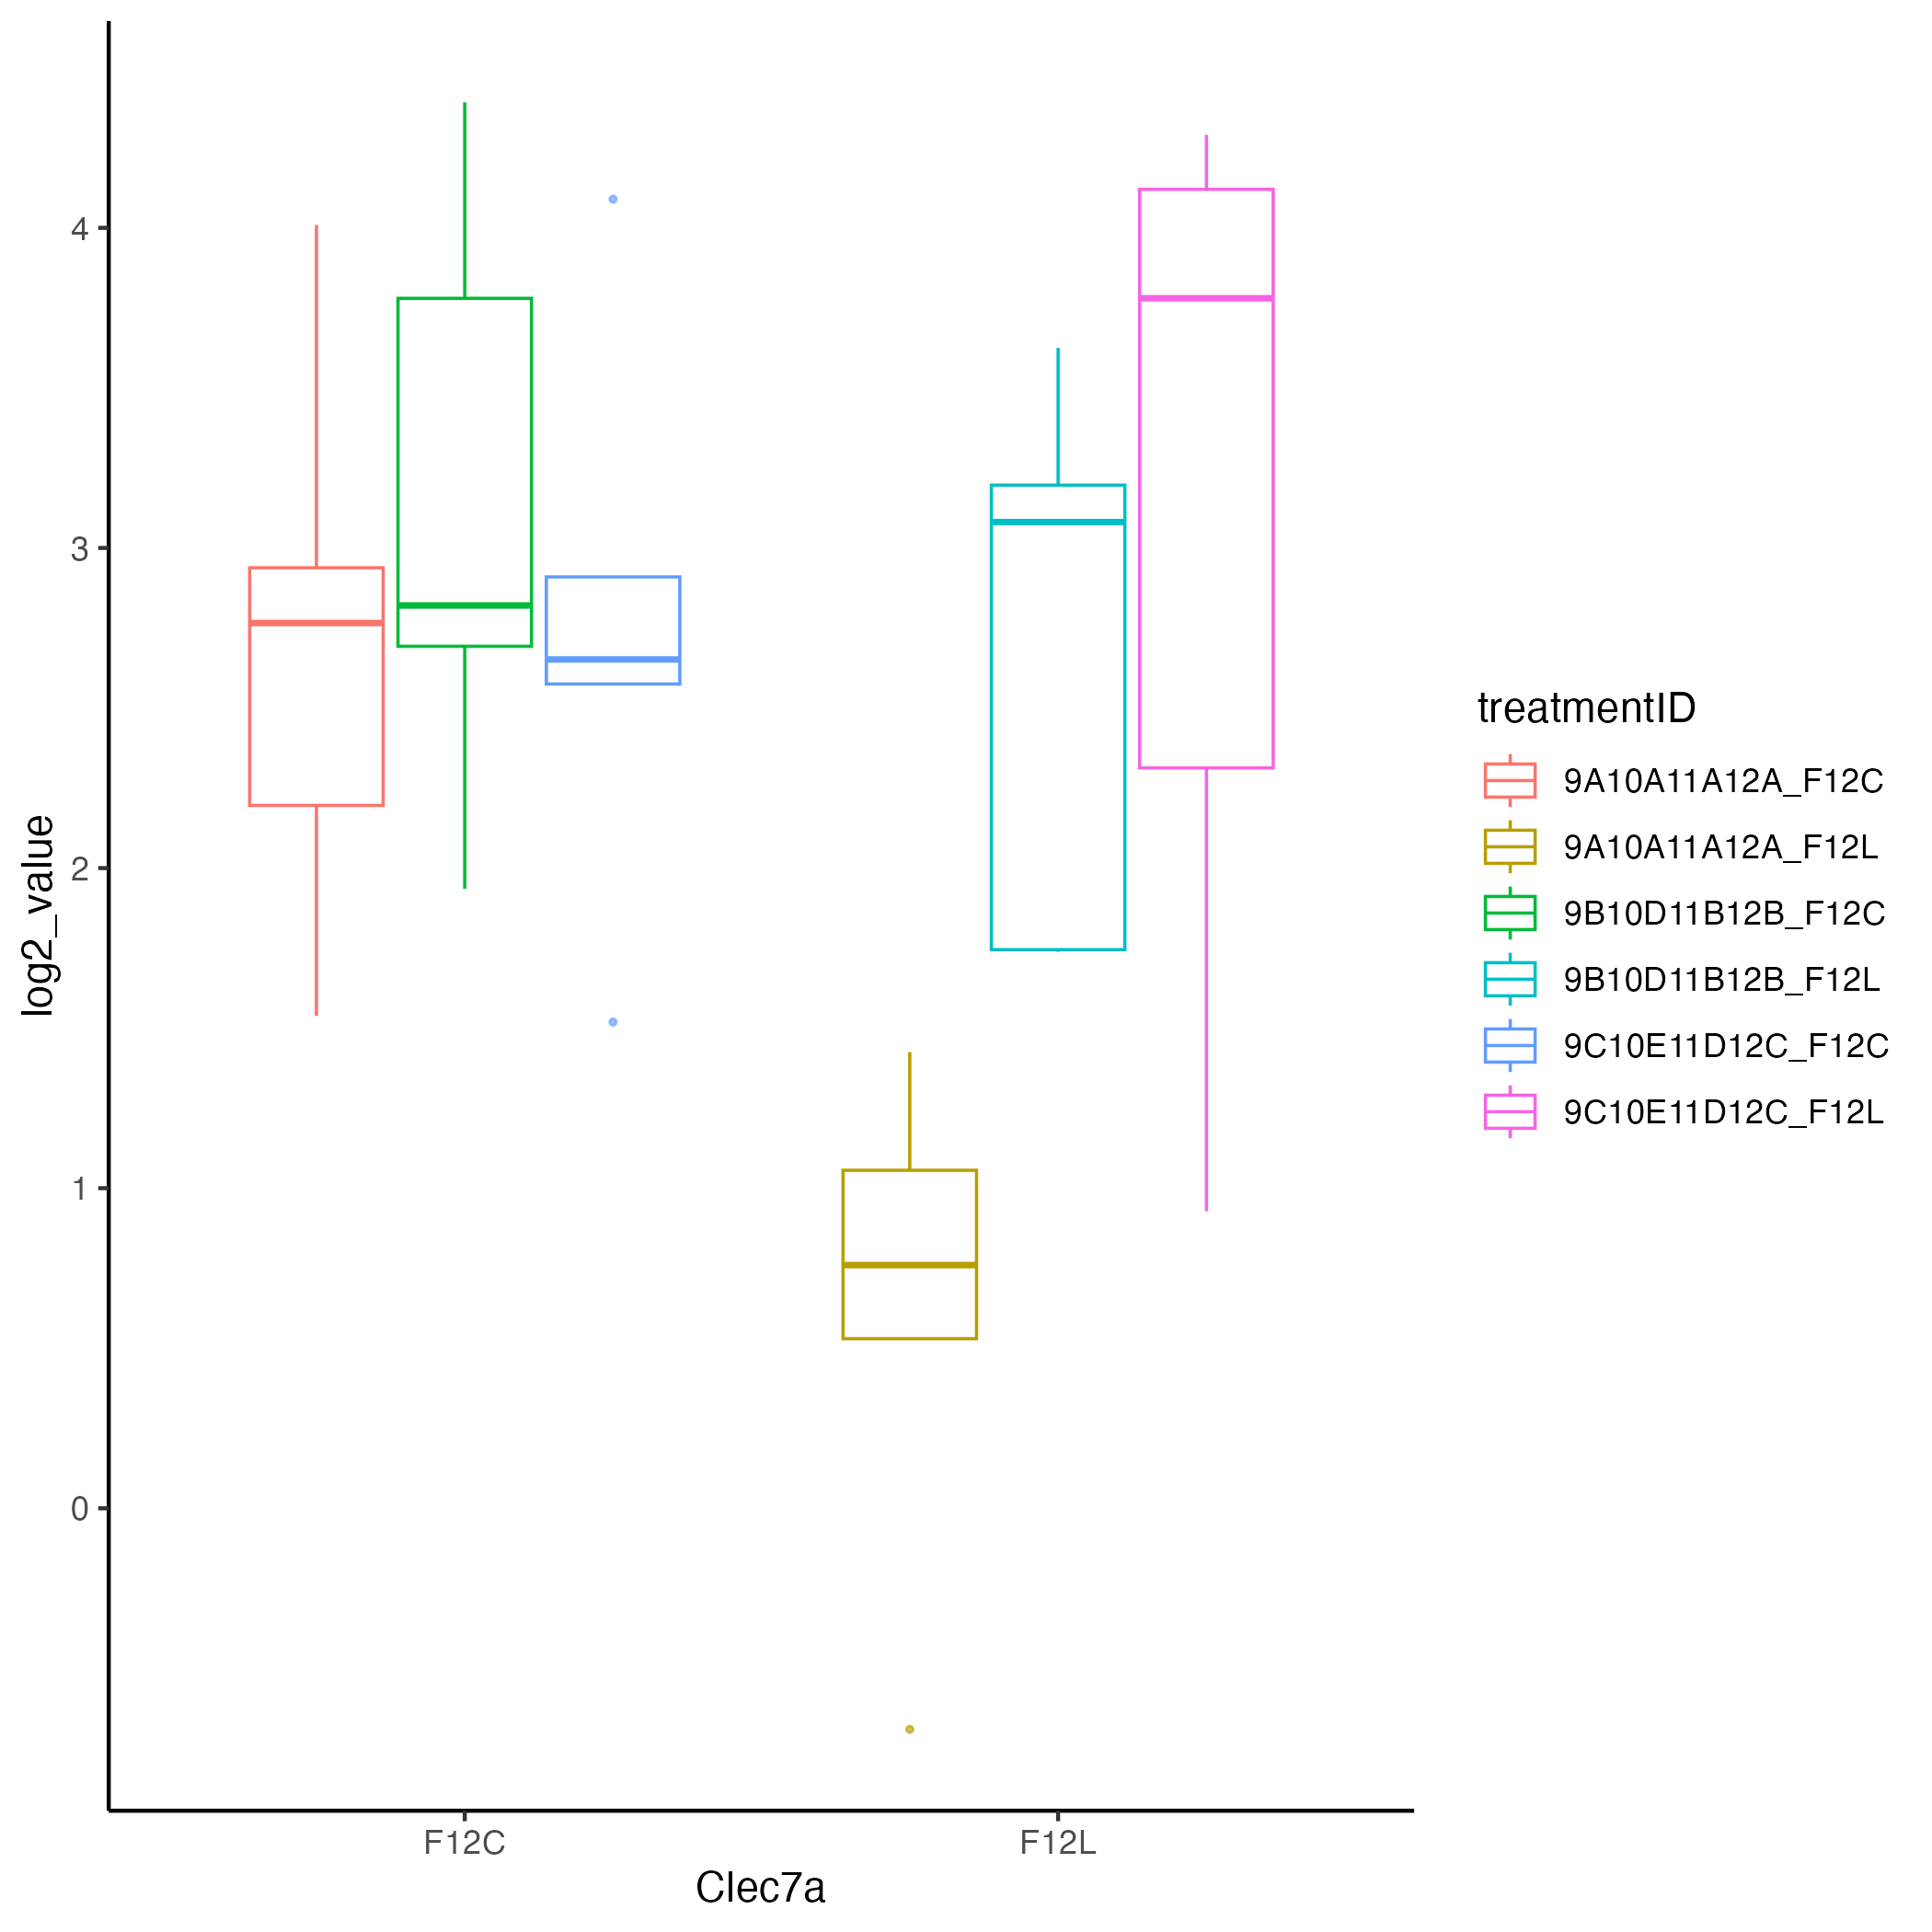 log2_value
4
3
2
1
0
F12C
F12L
Clec7a
treatmentID
9A10A11A12A_F12C
9A10A11A12A_F12L
9B10D11B12B_F12C
9B10D11B12B_F12L
9C10E11D12C_F12C
9C10E11D12C_F12L